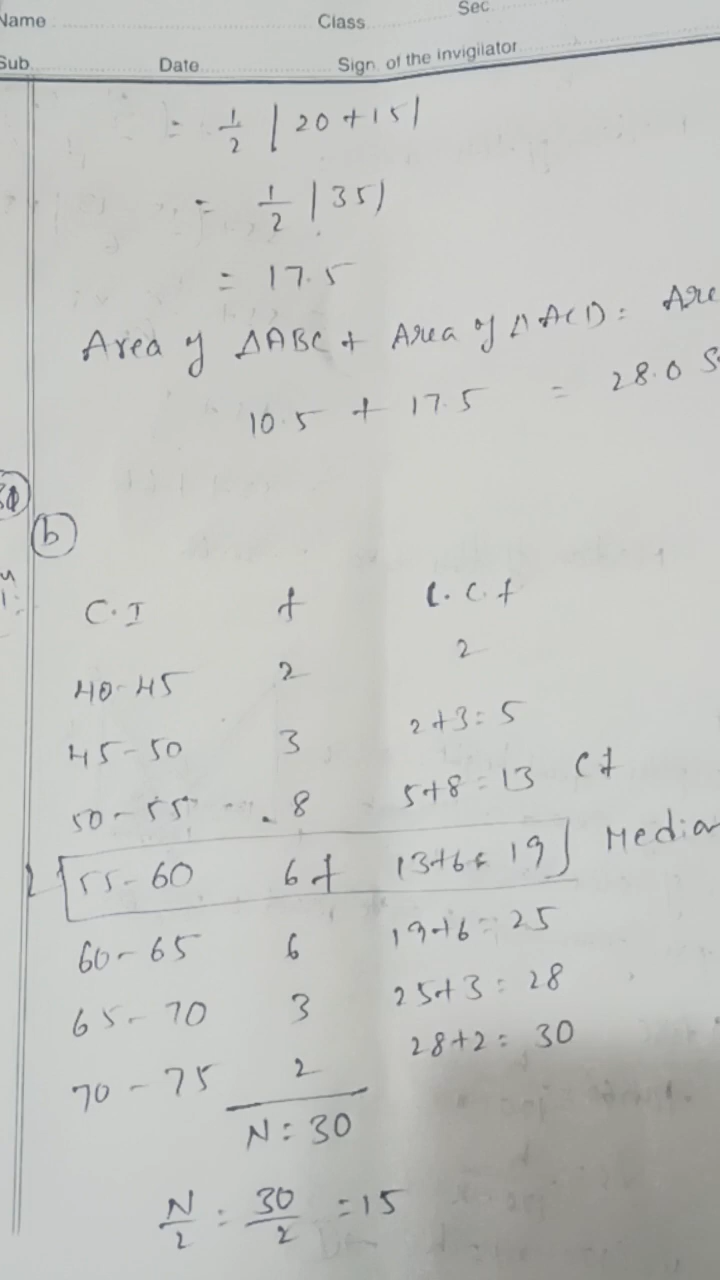 Name Class Sec.
Sub Date Sign. of the invigilator
= 1/2 | 20 + 15 |
= 1/2 | 35 |
= 17.5
Area of ΔABC + Area of ΔACD = Are
10.5 + 17.5 = 28.0 S
b
C.I f L.C.f
40-45 2 2
45-50 3 2+3=5
50-55 8 5+8=13 Cf
l 55-60 6 f 13+6= 19 Median
60-65 6 19+6=25
65-70 3 25+3=28
70-75 2 28+2=30
N=30
N/2 = 30/2 = 15